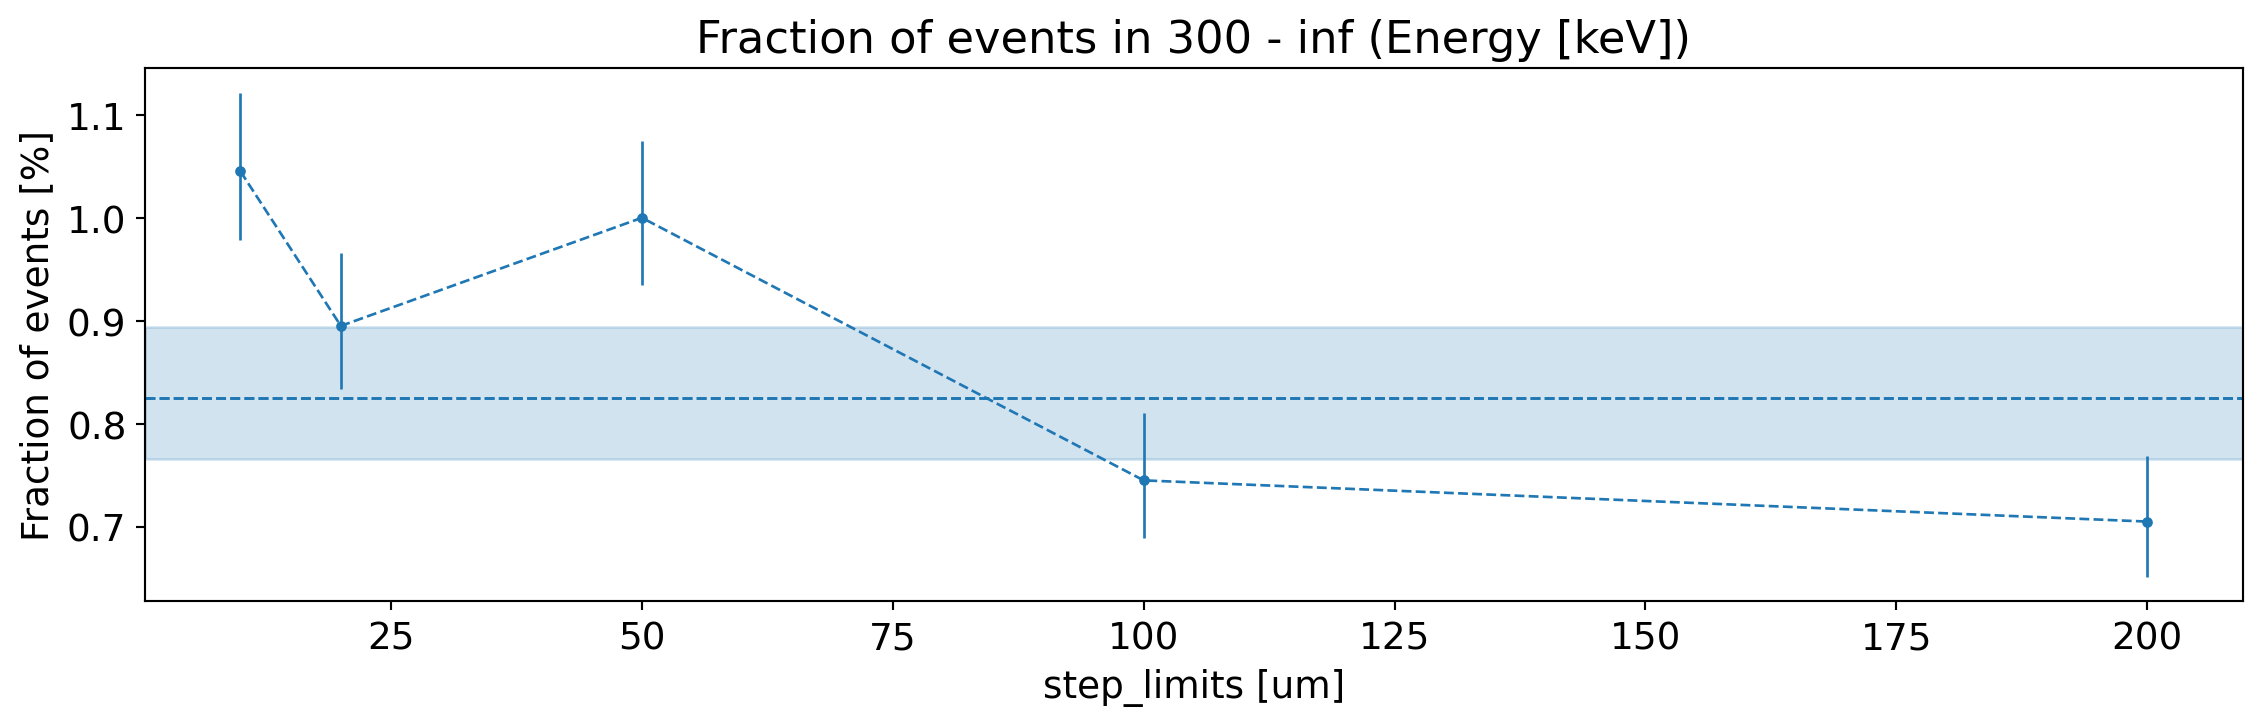 Fraction of events in 300 - inf (Energy [keV])
Fraction of events [%]
1.1
1.0
0.9
0.8
0.7
25 50 75 100 125 150 175 200
step_limits [um]